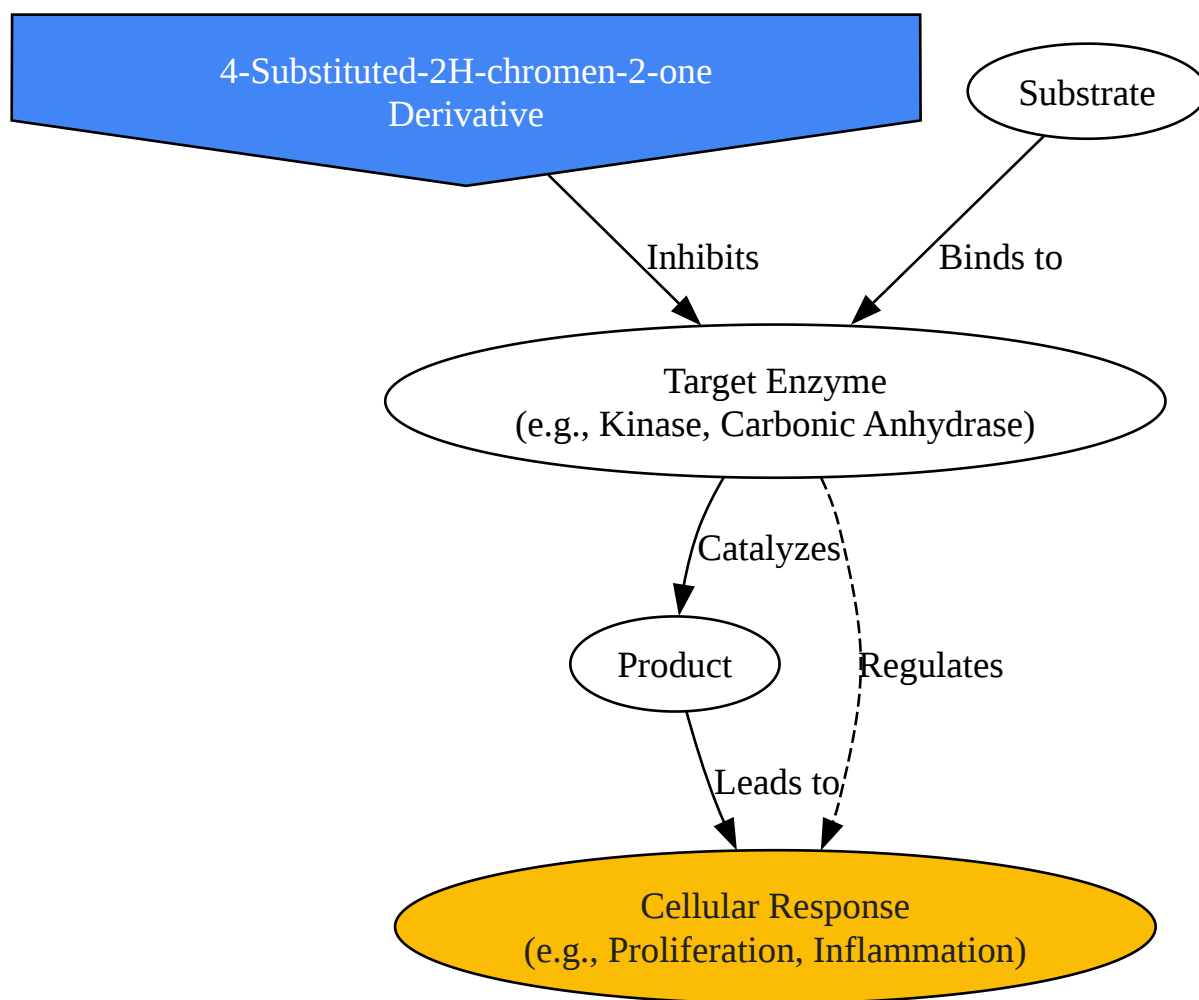 4-Substituted-2H-chromen-2-one
Derivative
Substrate
Inhibits
Binds to
Target Enzyme
(e.g., Kinase, Carbonic Anhydrase)
Catalyzes
Product
Regulates
Leads to
Cellular Response
(e.g., Proliferation, Inflammation)